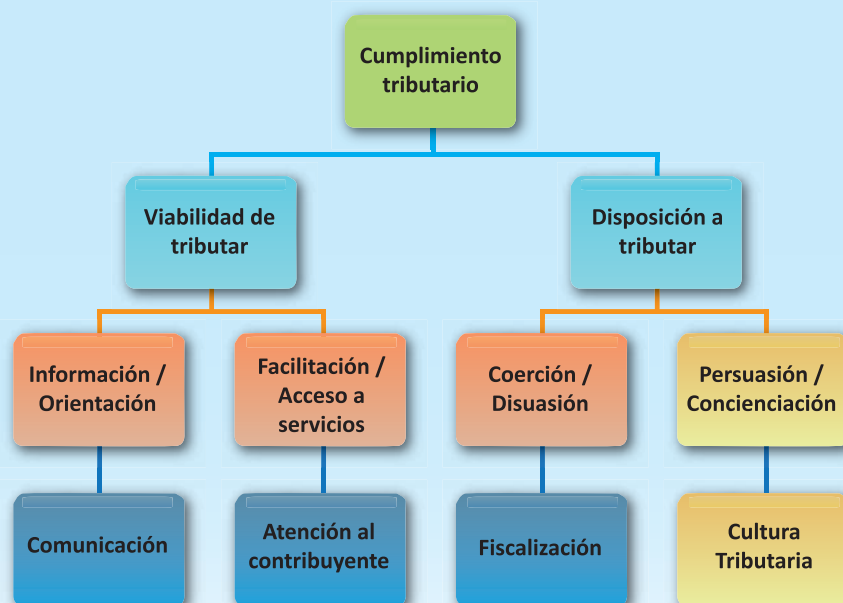 Cumplimiento
tributario
Viabilidad de
tributar
Disposición a
tributar
Información /
Orientación
Facilitación /
Acceso a
servicios
Coerción /
Disuasión
Persuasión /
Concienciación
Comunicación
Atención al
contribuyente
Fiscalización
Cultura
Tributaria